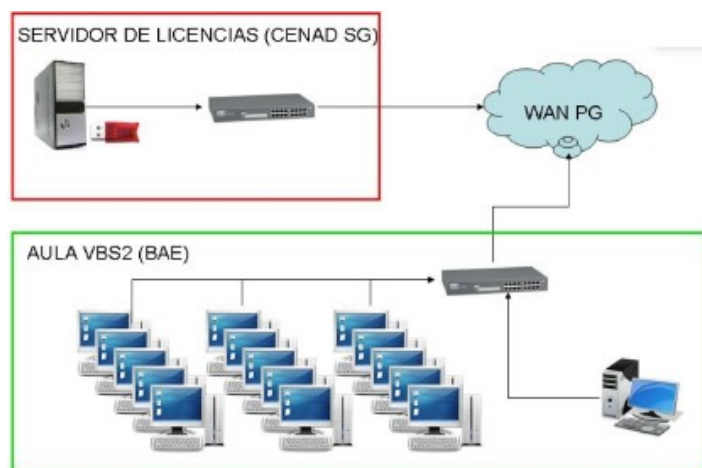 SERVIDOR DE LICENCIAS (CENAD SG)
WAN PG
AULA VBS2 (BAE)